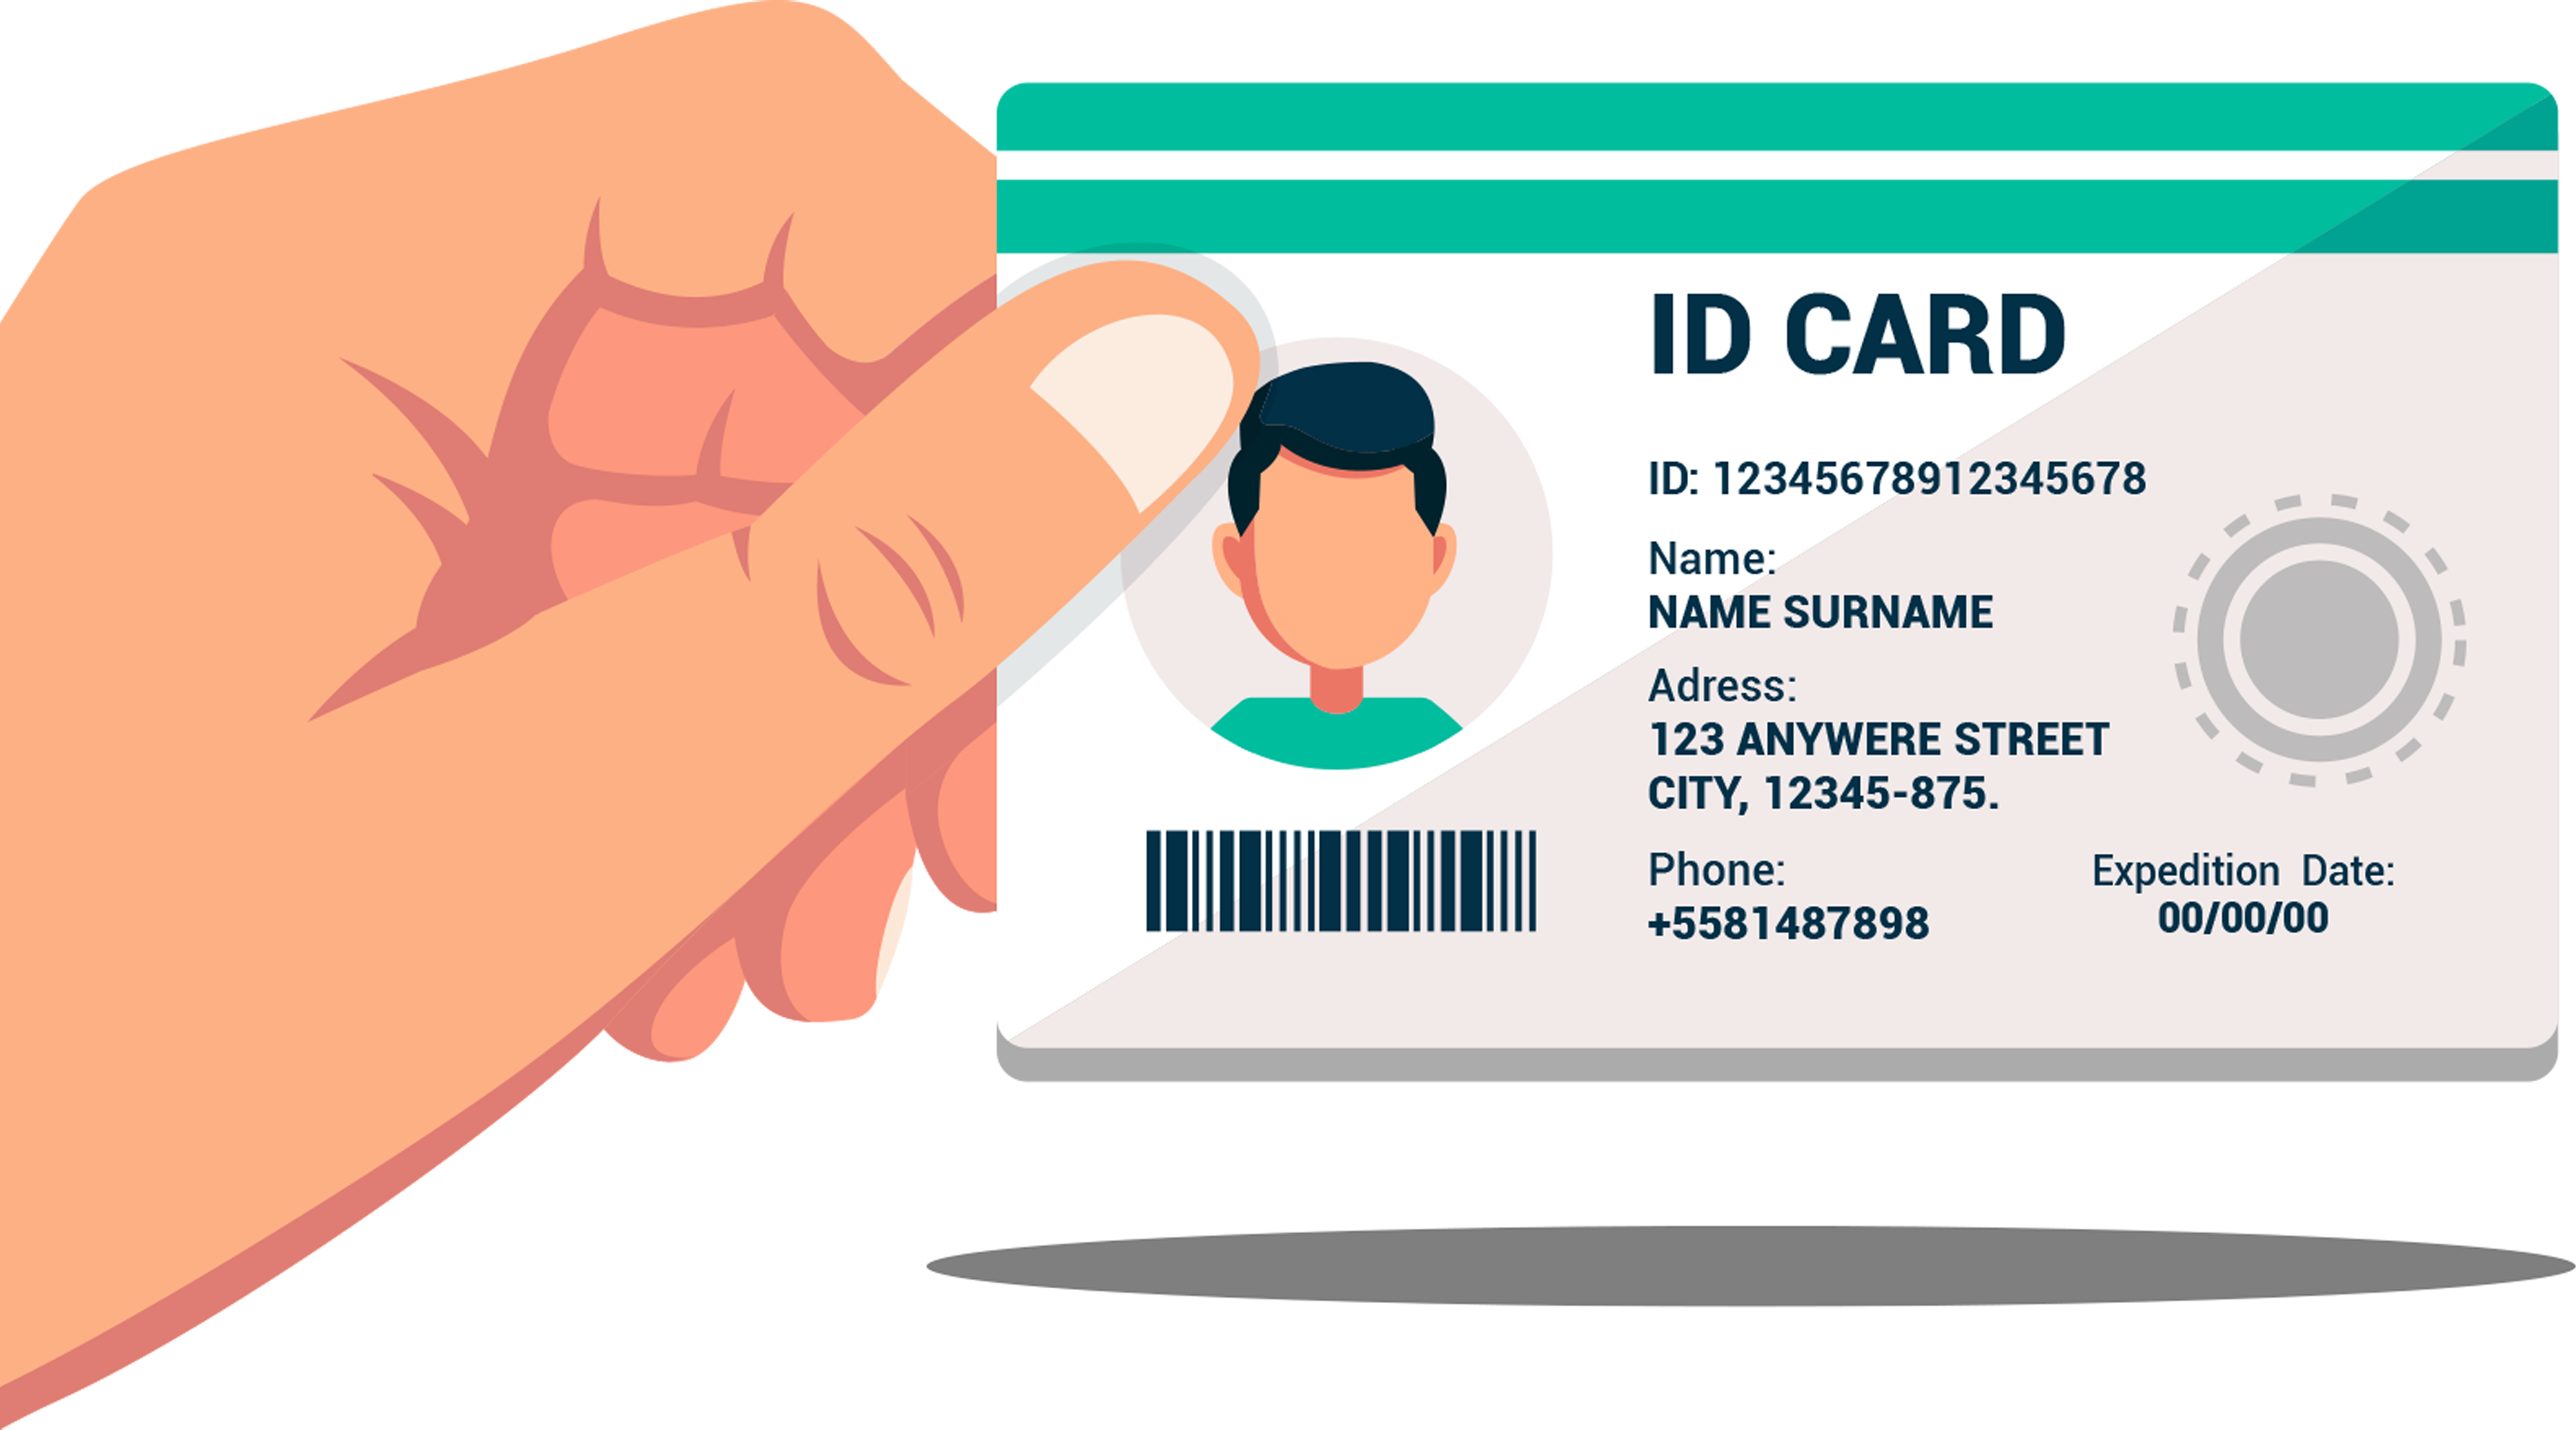 ID CARD
ID: 12345678912345678
Name:
NAME SURNAME
Adress:
123 ANYWERE STREET
CITY, 12345-875.
Phone:
+5581487898
Expedition Date:
00/00/00